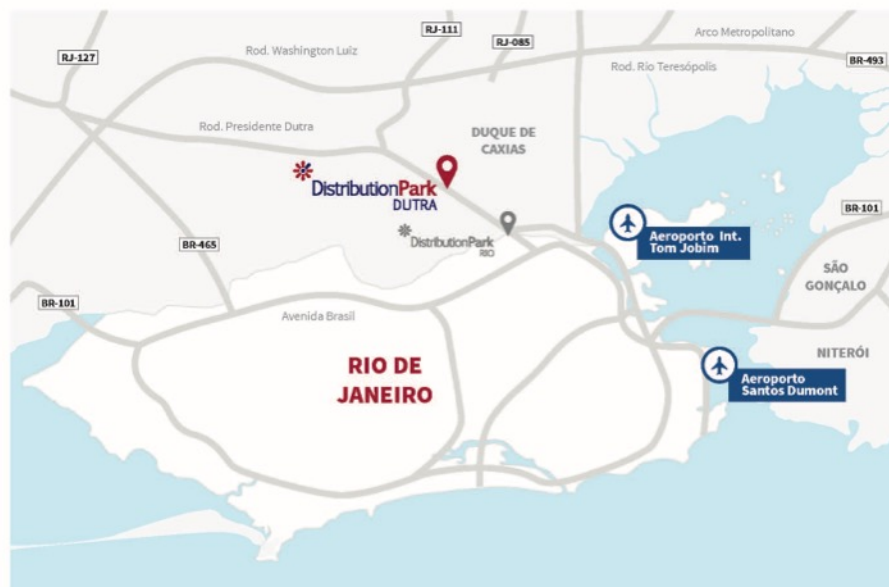 RJ-111
Arco Metropolitano
RJ-085
Rod. Washington Luiz
RJ-127
BR-493
Rod. Rio Teresópolis
Rod. Presidente Dutra
DUQUE DE
CAXIAS
DistributionPark
DUTRA
BR-101
Aeroporto Int.
Tom Jobim
DistributionPark
RIO
BR-465
SÃO
GONÇALO
BR-101
Avenida Brasil
NITERÓI
RIO DE
JANEIRO
Aeroporto
Santos Dumont